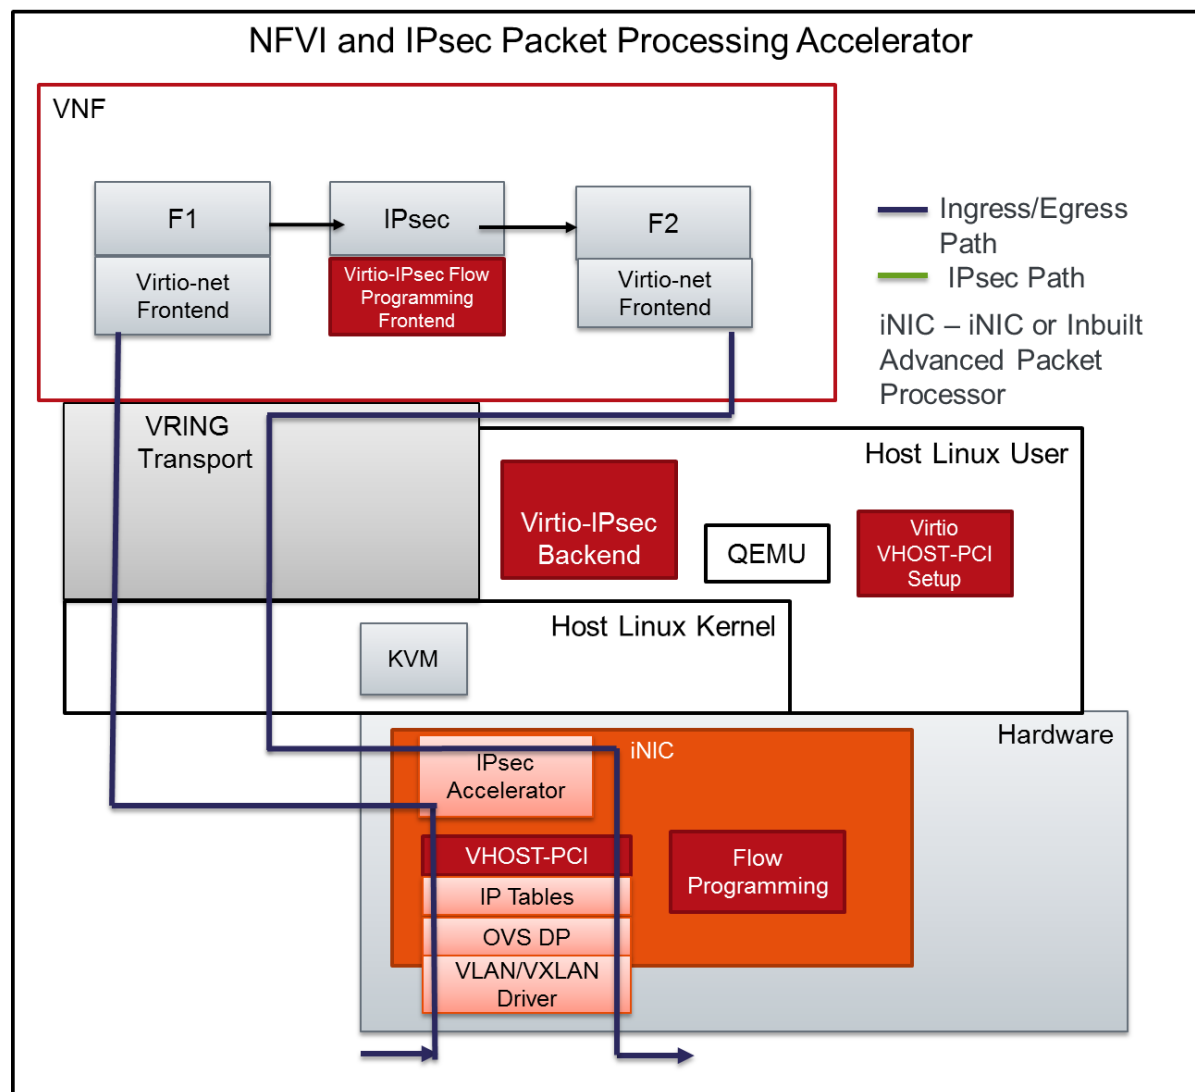 NFVI and IPsec Packet Processing Accelerator
VNF
F1
IPsec
F2
Virtio-net
Frontend
Virtio-IPsec Flow
Programming
Frontend
Virtio-net
Frontend
Ingress/Egress
Path
IPsec Path
iNIC – iNIC or Inbuilt
Advanced Packet
Processor
VRING
Transport
Host Linux User
Virtio-IPsec
Backend
QEMU
Virtio
VHOST-PCI
Setup
Host Linux Kernel
KVM
Hardware
iNIC
IPsec
Accelerator
VHOST-PCI
IP Tables
OVS DP
VLAN/VXLAN
Driver
Flow
Programming